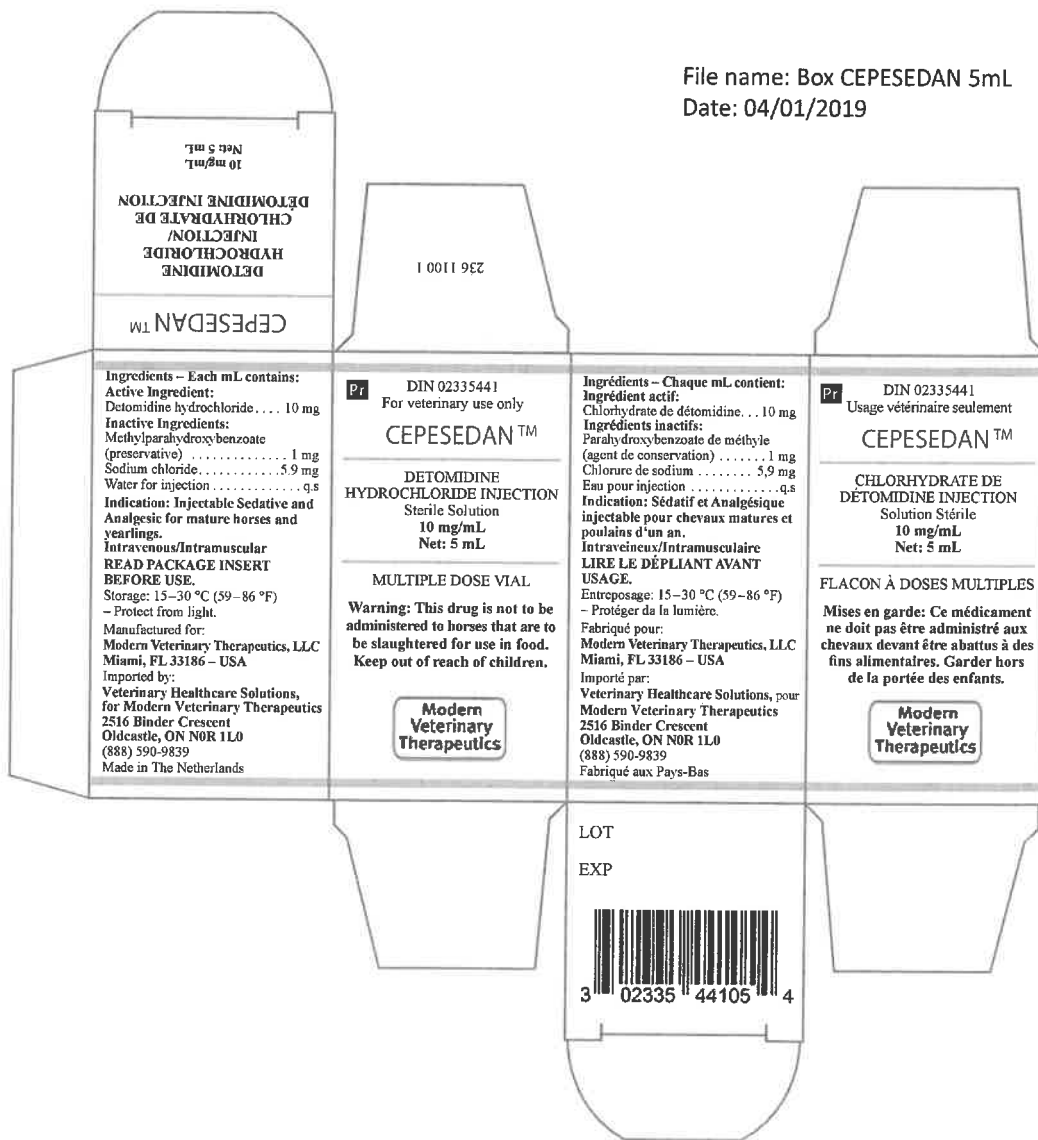 File name: Box CEPESEDAN 5mL
Date: 04/01/2019
CEPESEDAN™
DETOMIDINE
HYDROCHLORIDE
INJECTION/
CHLORHYDRATE DE
DÉTOMIDINE INJECTION
10 mg/mL
Net: 5 mL
236 1100 1
Ingredients – Each mL contains:
Active Ingredient:
Detomidine hydrochloride.... 10 mg
Inactive Ingredients:
Methylparahydroxybenzoate
(preservative) ............. 1 mg
Sodium chloride............ 5.9 mg
Water for injection ............ q.s
Indication: Injectable Sedative and
Analgesic for mature horses and
yearlings.
Intravenous/Intramuscular
READ PACKAGE INSERT
BEFORE USE.
Storage: 15–30 °C (59–86 °F)
– Protect from light.
Manufactured for:
Modern Veterinary Therapeutics, LLC
Miami, FL 33186 – USA
Imported by:
Veterinary Healthcare Solutions,
for Modern Veterinary Therapeutics
2516 Binder Crescent
Oldcastle, ON N0R 1L0
(888) 590-9839
Made in The Netherlands
Pr DIN 02335441
For veterinary use only
CEPESEDAN™
DETOMIDINE
HYDROCHLORIDE INJECTION
Sterile Solution
10 mg/mL
Net: 5 mL
MULTIPLE DOSE VIAL
Warning: This drug is not to be
administered to horses that are to
be slaughtered for use in food.
Keep out of reach of children.
Modern
Veterinary
Therapeutics
Ingrédients – Chaque mL contient:
Ingrédient actif:
Chlorhydrate de détomidine... 10 mg
Ingrédients inactifs:
Parahydroxybenzoate de méthyle
(agent de conservation) ....... 1 mg
Chlorure de sodium ........ 5,9 mg
Eau pour injection .............q.s
Indication: Sédatif et Analgésique
injectable pour chevaux matures et
poulains d'un an.
Intraveineux/Intramusculaire
LIRE LE DÉPLIANT AVANT
USAGE.
Entreposage: 15–30 °C (59–86 °F)
– Protéger da la lumière.
Fabriqué pour:
Modern Veterinary Therapeutics, LLC
Miami, FL 33186 – USA
Importé par:
Veterinary Healthcare Solutions, pour
Modern Veterinary Therapeutics
2516 Binder Crescent
Oldcastle, ON N0R 1L0
(888) 590-9839
Fabriqué aux Pays-Bas
Pr DIN 02335441
Usage vétérinaire seulement
CEPESEDAN™
CHLORHYDRATE DE
DÉTOMIDINE INJECTION
Solution Stérile
10 mg/mL
Net: 5 mL
FLACON À DOSES MULTIPLES
Mises en garde: Ce médicament
ne doit pas être administré aux
chevaux devant être abattus à des
fins alimentaires. Garder hors
de la portée des enfants.
Modern
Veterinary
Therapeutics
LOT
EXP
3 02335 44105 4